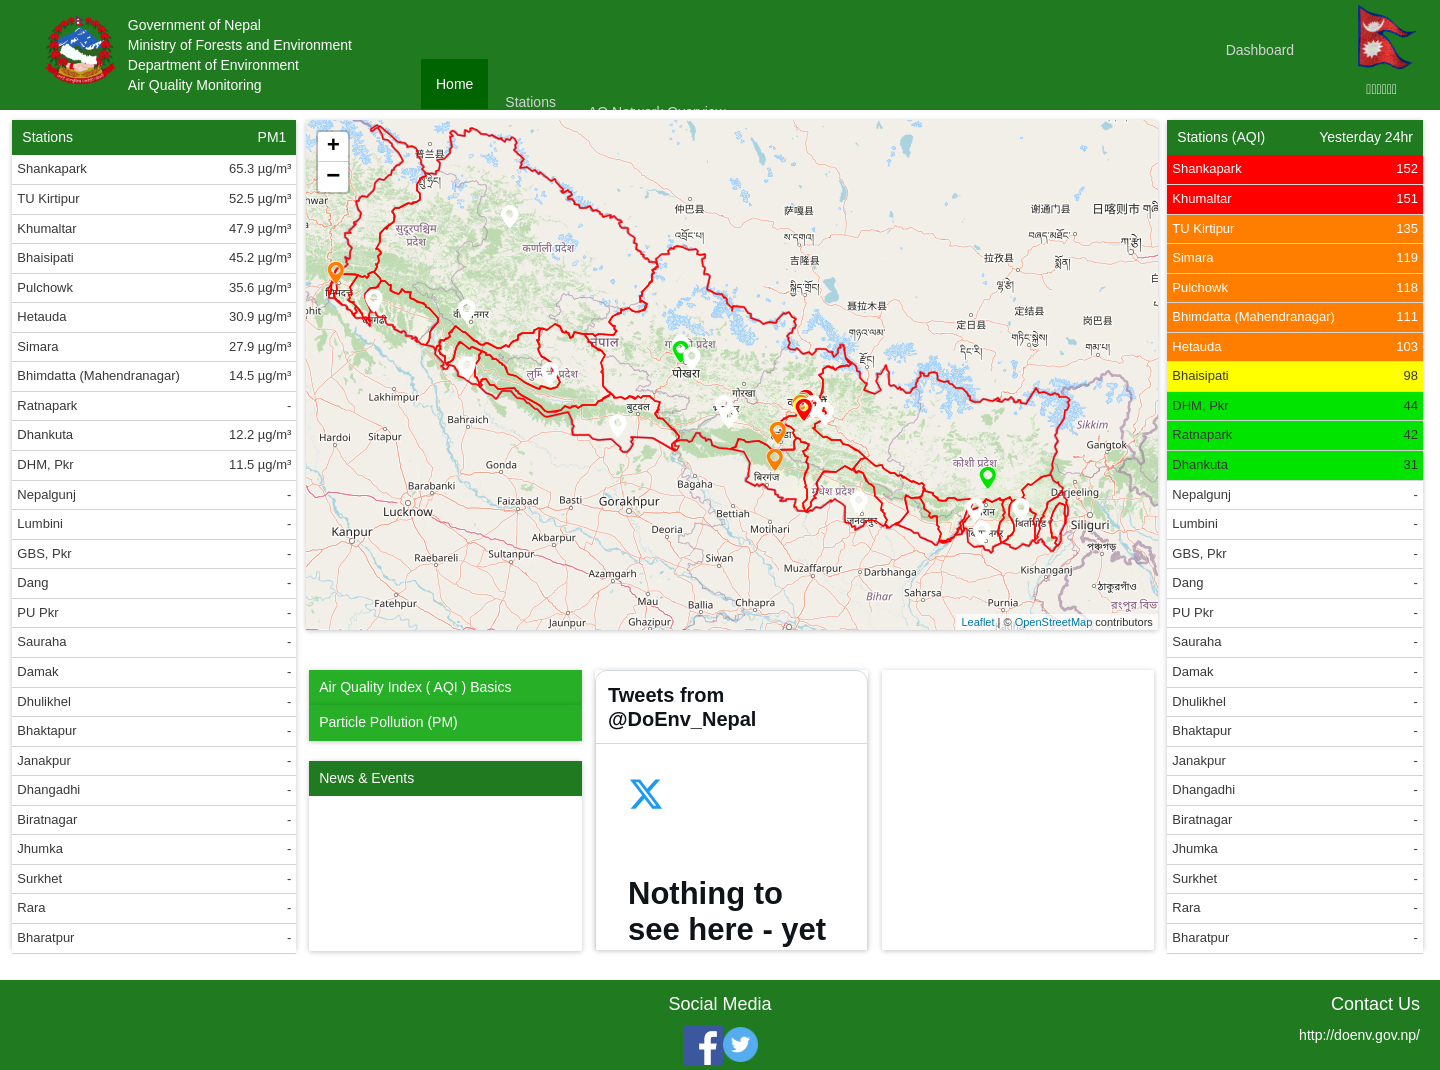 Government of Nepal
Ministry of Forests and Environment
Department of Environment
Air Quality Monitoring
Home
Stations
AQ Network Overview
Dashboard
Stations PM1
Shankapark 65.3 µg/m³
TU Kirtipur 52.5 µg/m³
Khumaltar 47.9 µg/m³
Bhaisipati 45.2 µg/m³
Pulchowk 35.6 µg/m³
Hetauda 30.9 µg/m³
Simara 27.9 µg/m³
Bhimdatta (Mahendranagar) 14.5 µg/m³
Ratnapark -
Dhankuta 12.2 µg/m³
DHM, Pkr 11.5 µg/m³
Nepalgunj -
Lumbini -
GBS, Pkr -
Dang -
PU Pkr -
Sauraha -
Damak -
Dhulikhel -
Bhaktapur -
Janakpur -
Dhangadhi -
Biratnagar -
Jhumka -
Surkhet -
Rara -
Bharatpur -
+
−
普兰县
仲巴县
萨嘎县
谢通门县
日喀则市
吉隆县
拉孜县
聂拉木县
定日县
定结县
岗巴县
सुदूरपश्चिम
प्रदेश
कर्णाली प्रदेश
नेपाल
पोखरा
गोरखा
बुटवल
बिरगंज
कोशी प्रदेश
Lakhimpur
Bahraich
Hardoi
Sitapur
Gonda
Barabanki
Faizabad
Basti
Gorakhpur
Bagaha
Lucknow
Bettiah
Kanpur
Akbarpur
Deoria
Motihari
Raebareli
Sultanpur
Siwan
Azamgarh
Muzaffarpur
Darbhanga
Fatehpur
Mau
Ballia
Chhapra
Bihar
Saharsa
Jaunpur
Ghazipur
Purnia
Kishanganj
Siliguri
Darjeeling
Gangtok
Sikkim
Leaflet | © OpenStreetMap contributors
Stations (AQI) Yesterday 24hr
Shankapark 152
Khumaltar 151
TU Kirtipur 135
Simara 119
Pulchowk 118
Bhimdatta (Mahendranagar) 111
Hetauda 103
Bhaisipati 98
DHM, Pkr 44
Ratnapark 42
Dhankuta 31
Nepalgunj -
Lumbini -
GBS, Pkr -
Dang -
PU Pkr -
Sauraha -
Damak -
Dhulikhel -
Bhaktapur -
Janakpur -
Dhangadhi -
Biratnagar -
Jhumka -
Surkhet -
Rara -
Bharatpur -
Air Quality Index ( AQI ) Basics
Particle Pollution (PM)
News & Events
Tweets from
@DoEnv_Nepal
Nothing to
see here - yet
Social Media
Contact Us
http://doenv.gov.np/